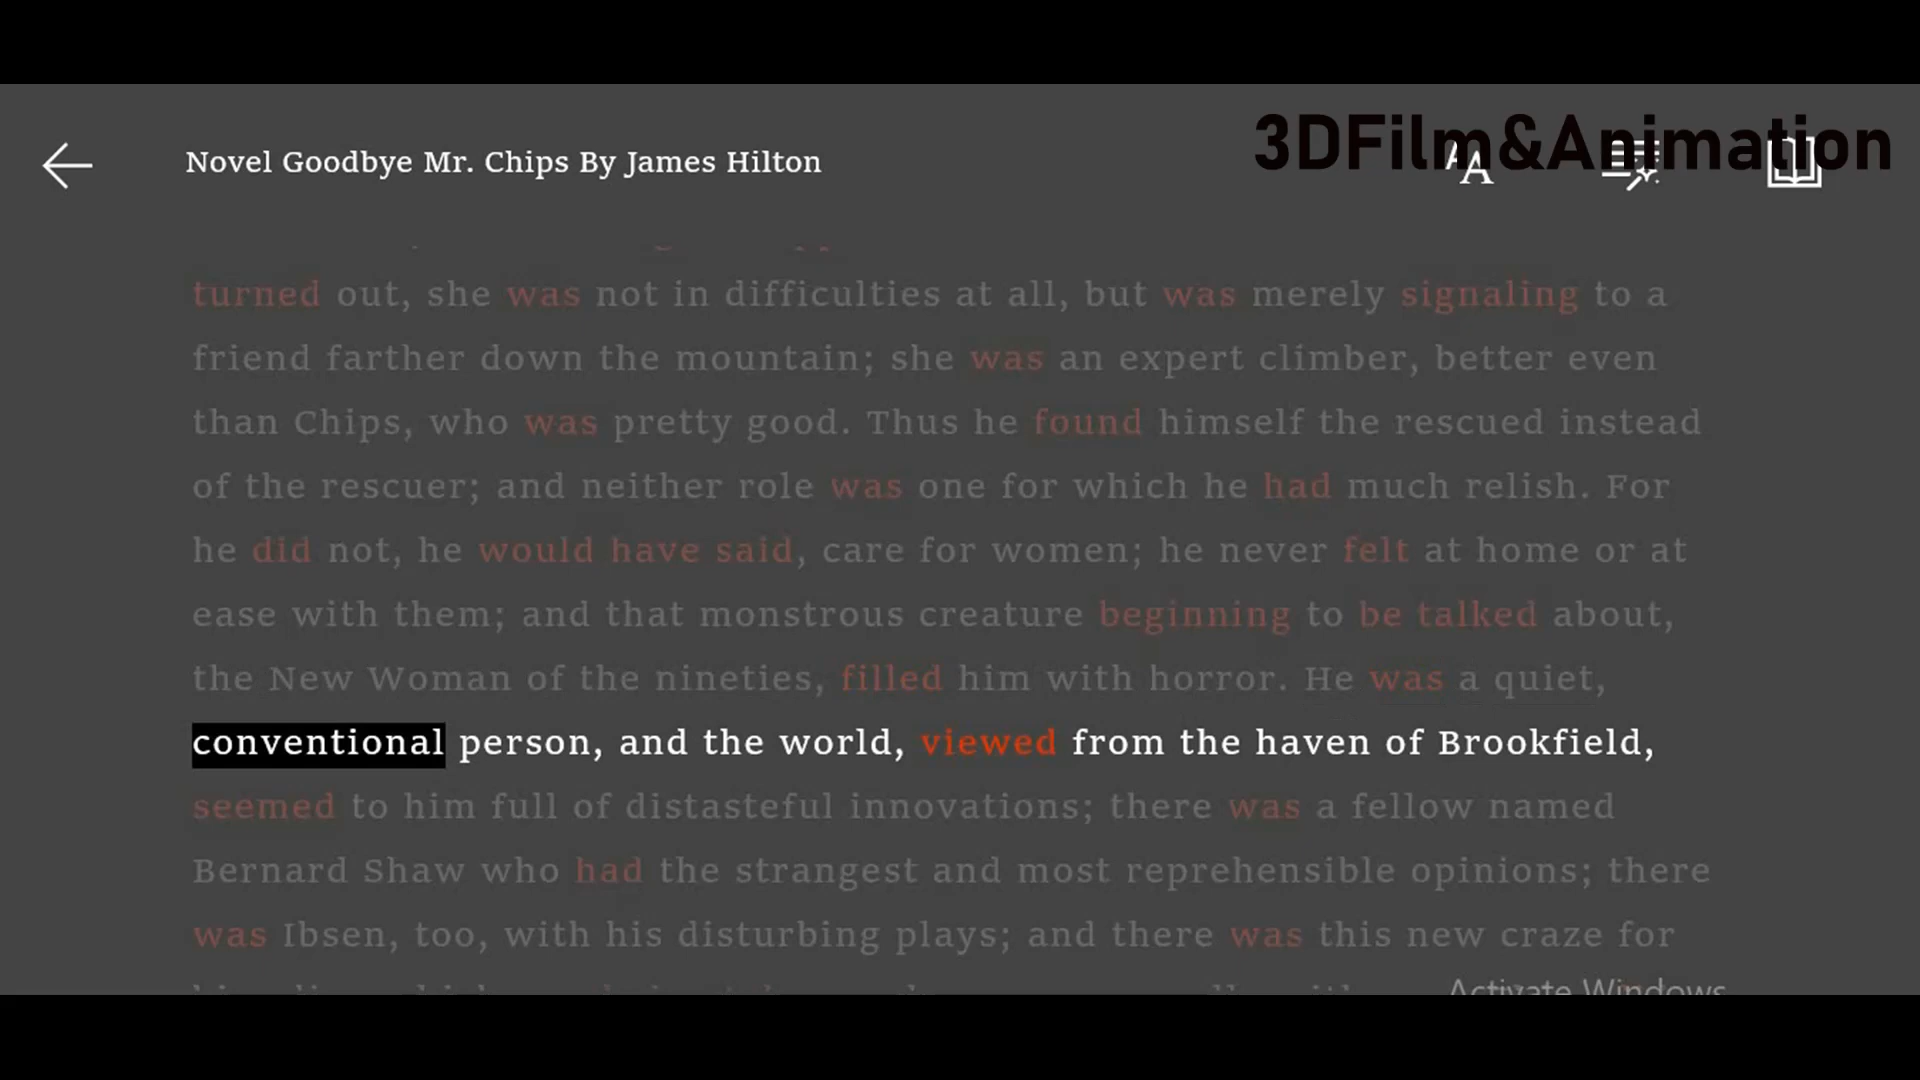 3DFilm&Animation
Novel Goodbye Mr. Chips By James Hilton
AA
turned out, she was not in difficulties at all, but was merely signaling to a
friend farther down the mountain; she was an expert climber, better even
than Chips, who was pretty good. Thus he found himself the rescued instead
of the rescuer; and neither role was one for which he had much relish. For
he did not, he would have said, care for women; he never felt at home or at
ease with them; and that monstrous creature beginning to be talked about,
the New Woman of the nineties, filled him with horror. He was a quiet,
conventional person, and the world, viewed from the haven of Brookfield,
seemed to him full of distasteful innovations; there was a fellow named
Bernard Shaw who had the strangest and most reprehensible opinions; there
was Ibsen, too, with his disturbing plays; and there was this new craze for
Activate Windows